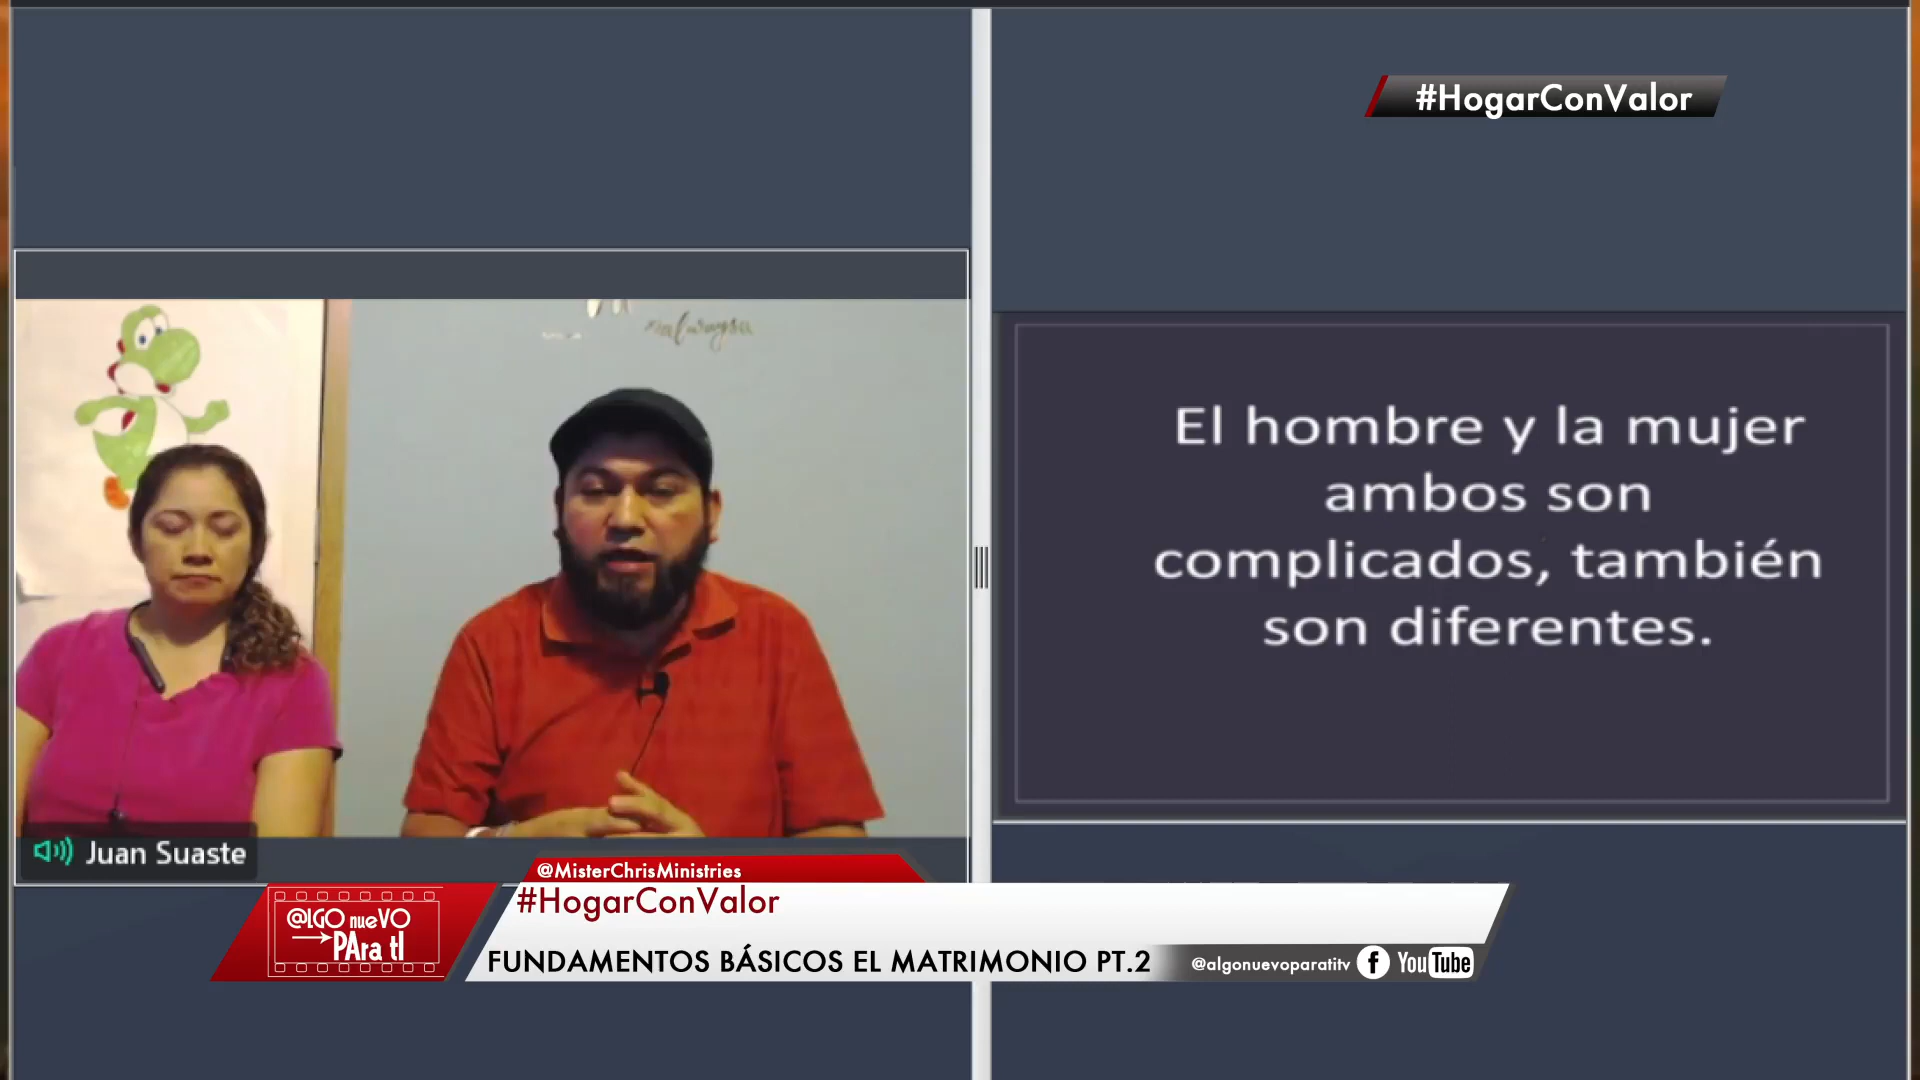 #HogarConValor
El hombre y la mujer
ambos son
complicados, también
son diferentes.
Juan Suaste
@MisterChrisMinistries
#HogarConValor
@LGO nueVO
PAra tI
FUNDAMENTOS BÁSICOS EL MATRIMONIO PT.2
@algonuevoparatitv f YouTube